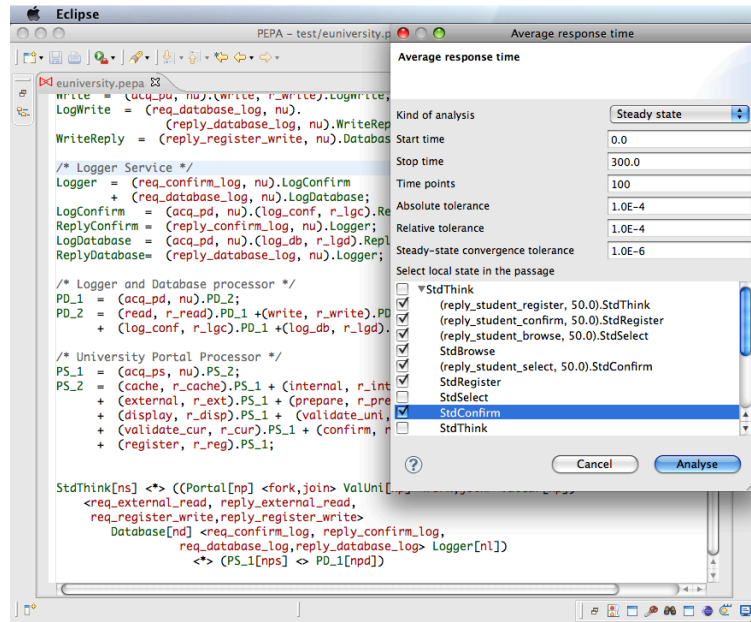 Eclipse
PEPA – test/euniversity.p
euniversity.pepa
Write = (acq_pd, nu).(write, r_write).LogWrite;
LogWrite = (req_database_log, nu).
(reply_database_log, nu).WriteRep
WriteReply = (reply_register_write, nu).Databas
/* Logger Service */
Logger = (req_confirm_log, nu).LogConfirm
+ (req_database_log, nu).LogDatabase;
LogConfirm = (acq_pd, nu).(log_conf, r_lgc).Re
ReplyConfirm = (reply_confirm_log, nu).Logger;
LogDatabase = (acq_pd, nu).(log_db, r_lgd).Repl
ReplyDatabase= (reply_database_log, nu).Logger;
/* Logger and Database processor */
PD_1 = (acq_pd, nu).PD_2;
PD_2 = (read, r_read).PD_1 +(write, r_write).PD
+ (log_conf, r_lgc).PD_1 +(log_db, r_lgd).
/* University Portal Processor */
PS_1 = (acq_ps, nu).PS_2;
PS_2 = (cache, r_cache).PS_1 + (internal, r_int
+ (external, r_ext).PS_1 + (prepare, r_pre
+ (display, r_disp).PS_1 + (validate_uni,
+ (validate_cur, r_cur).PS_1 + (confirm, r
+ (register, r_reg).PS_1;
StdThink[ns] <*> ((Portal[np] <fork,join> ValUni[
<req_external_read, reply_external_read,
req_register_write,reply_register_write>
Database[nd] <req_confirm_log, reply_confirm_log,
req_database_log,reply_database_log> Logger[nl])
<*> (PS_1[nps] <> PD_1[npd])
Average response time
Average response time
Kind of analysis Steady state
Start time 0.0
Stop time 300.0
Time points 100
Absolute tolerance 1.0E-4
Relative tolerance 1.0E-4
Steady-state convergence tolerance 1.0E-6
Select local state in the passage
StdThink
(reply_student_register, 50.0).StdThink
(reply_student_confirm, 50.0).StdRegister
(reply_student_browse, 50.0).StdSelect
StdBrowse
(reply_student_select, 50.0).StdConfirm
StdRegister
StdSelect
StdConfirm
StdThink
? Cancel Analyse